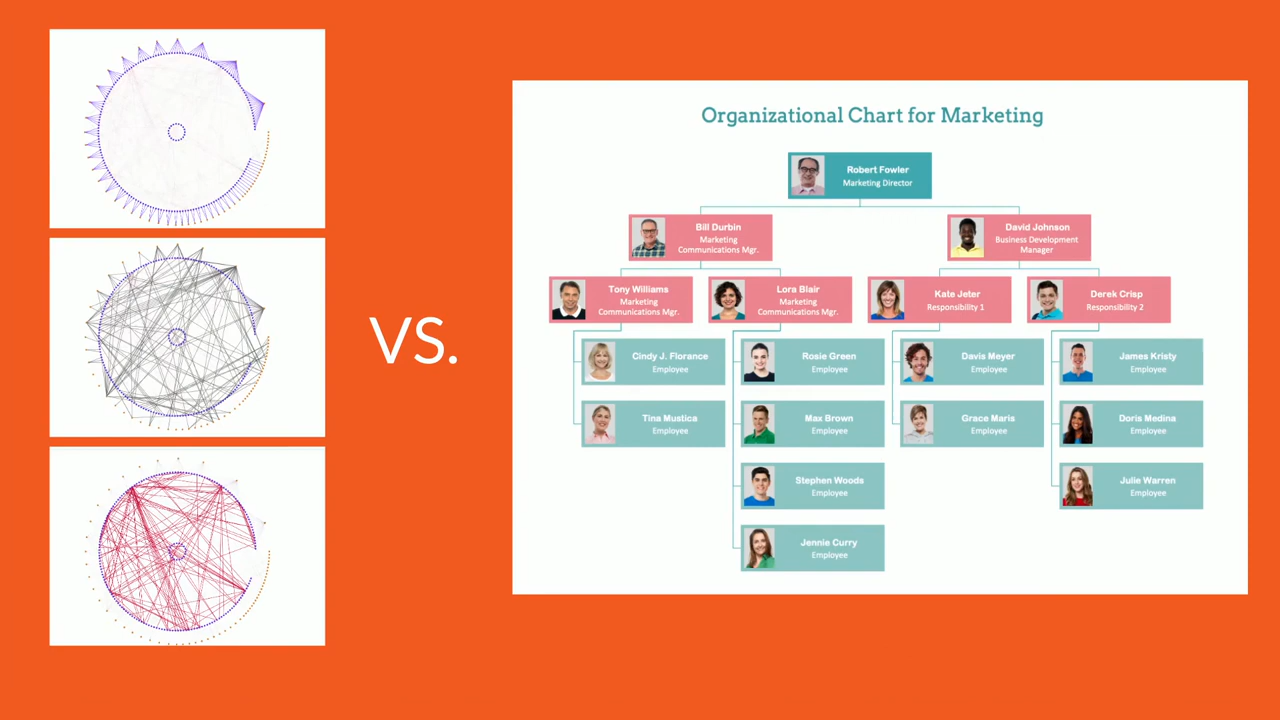 VS.
Organizational Chart for Marketing
Robert Fowler
Marketing Director
Bill Durbin
Marketing
Communications Mgr.
David Johnson
Business Development
Manager
Tony Williams
Marketing
Communications Mgr.
Lora Blair
Marketing
Communications Mgr.
Kate Jeter
Responsibility 1
Derek Crisp
Responsibility 2
Cindy J. Florance
Employee
Rosie Green
Employee
Davis Meyer
Employee
James Kristy
Employee
Tina Mustica
Employee
Max Brown
Employee
Grace Maris
Employee
Doris Medina
Employee
Stephen Woods
Employee
Julie Warren
Employee
Jennie Curry
Employee